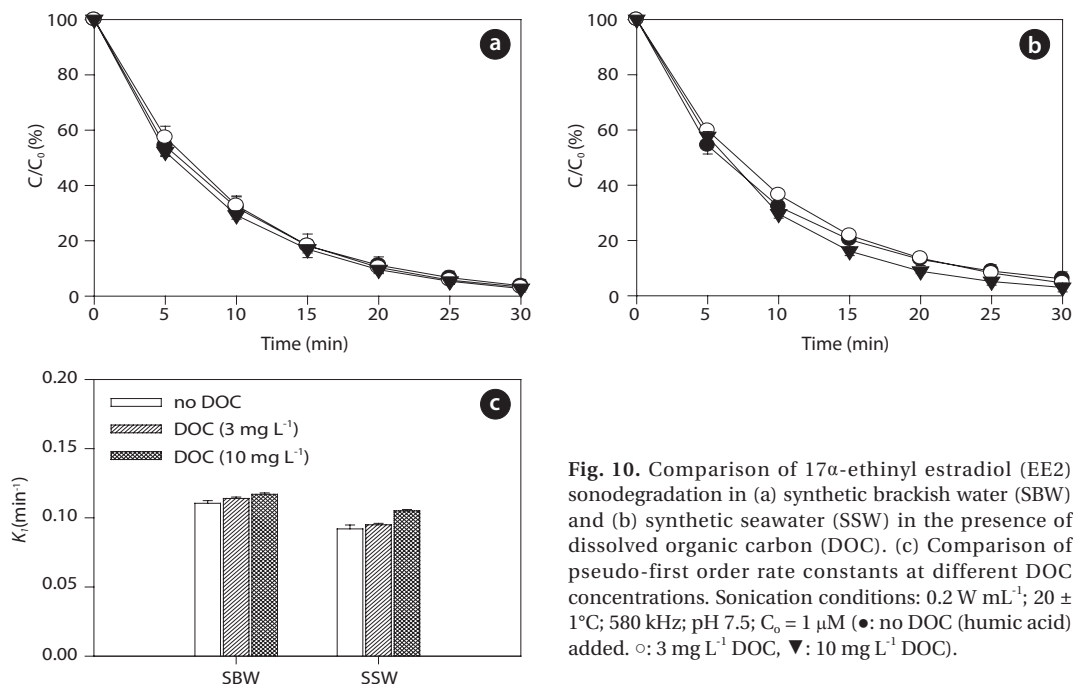 100
80
60
40
20
0
C/C₀ (%)
a
0 5 10 15 20 25 30
Time (min)
100
80
60
40
20
0
C/C₀ (%)
b
0 5 10 15 20 25 30
Time (min)
0.20
0.15
0.10
0.05
0.00
K₁(min⁻¹)
c
no DOC
DOC (3 mg L⁻¹)
DOC (10 mg L⁻¹)
SBW SSW
Fig. 10. Comparison of 17α-ethinyl estradiol (EE2)
sonodegradation in (a) synthetic brackish water (SBW)
and (b) synthetic seawater (SSW) in the presence of
dissolved organic carbon (DOC). (c) Comparison of
pseudo-first order rate constants at different DOC
concentrations. Sonication conditions: 0.2 W mL⁻¹; 20 ±
1°C; 580 kHz; pH 7.5; C₀ = 1 μM (●: no DOC (humic acid)
added. ○: 3 mg L⁻¹ DOC, ▼: 10 mg L⁻¹ DOC).